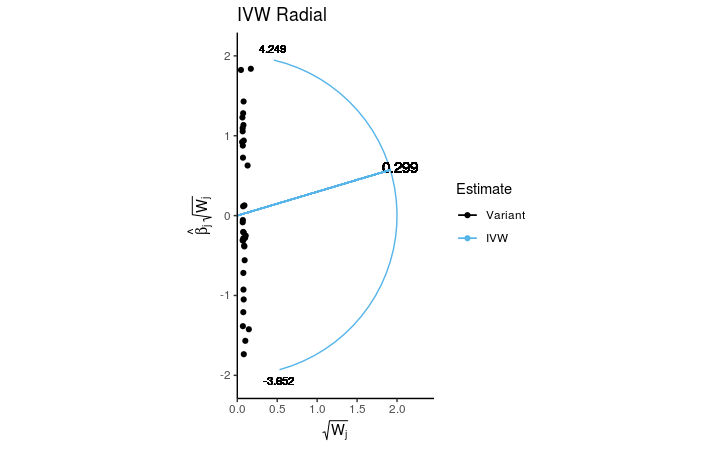 IVW Radial
4.249
2
1
0
-1
-2
0.299
β̂j√Wj
-3.652
0.0 0.5 1.0 1.5 2.0
√Wj
Estimate
Variant
IVW